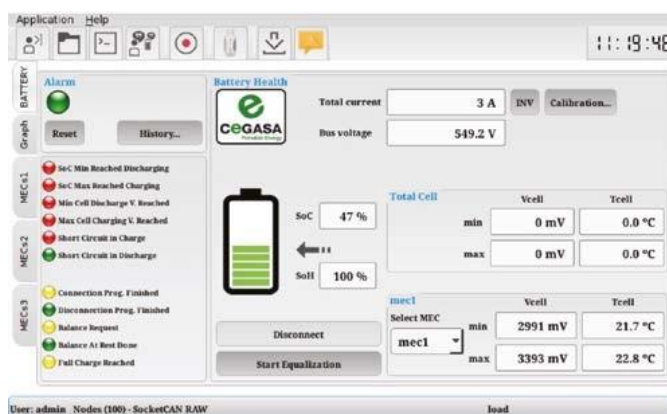 Application Help
11:19:48
BATTERY
Graph
MECs1
MECs2
MECs3
Alarm
Reset History...
SoC Min Reached Discharging
SoC Max Reached Charging
Min Cell Discharge V. Reached
Max Cell Charging V. Reached
Short Circuit in Charge
Short Circuit in Discharge
Connection Prog. Finished
Disconnection Prog. Finished
Balance Request
Balance At Rest Done
Full Charge Reached
Battery Health
CEGASA
Portable Energy
Total current 3 A INV Calibration...
Bus voltage 549.2 V
SoC 47 %
SoH 100 %
Disconnect
Start Equalization
Total Cell Vcell Tcell
min 0 mV 0.0 °C
max 0 mV 0.0 °C
mec1 Vcell Tcell
Select MEC
mec1
min 2991 mV 21.7 °C
max 3393 mV 22.8 °C
User: admin Nodes (100) - SocketCAN RAW load